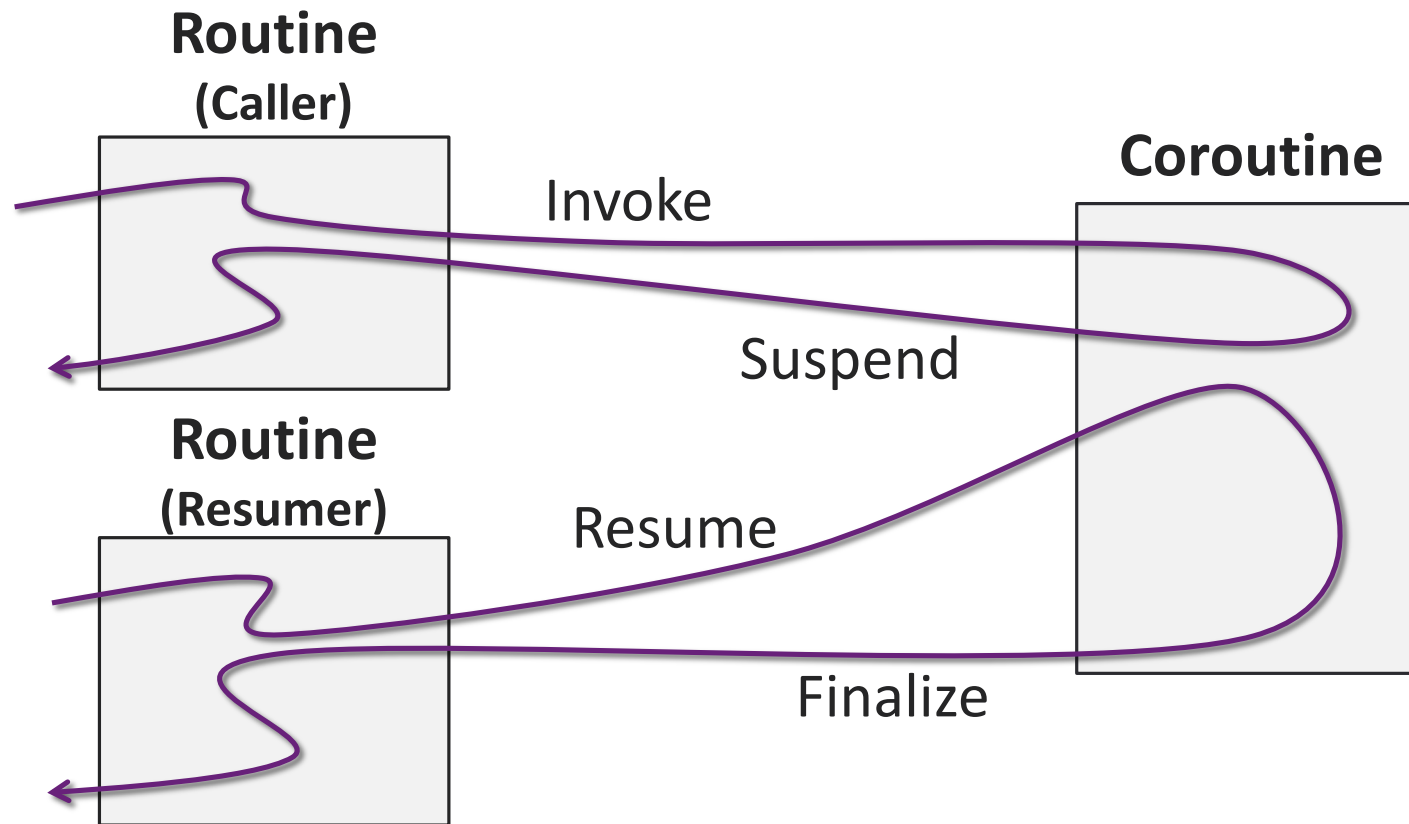 Routine
(Caller)
Coroutine
Invoke
Suspend
Routine
(Resumer)
Resume
Finalize